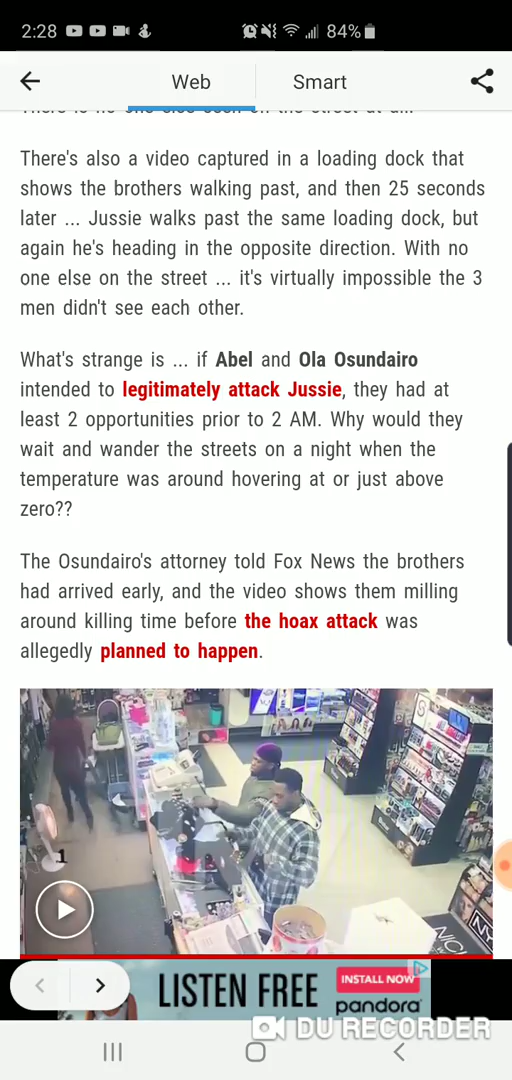 2:28
84%
Web
Smart
There's also a video captured in a loading dock that
shows the brothers walking past, and then 25 seconds
later ... Jussie walks past the same loading dock, but
again he's heading in the opposite direction. With no
one else on the street ... it's virtually impossible the 3
men didn't see each other.
What's strange is ... if Abel and Ola Osundairo
intended to legitimately attack Jussie, they had at
least 2 opportunities prior to 2 AM. Why would they
wait and wander the streets on a night when the
temperature was around hovering at or just above
zero??
The Osundairo's attorney told Fox News the brothers
had arrived early, and the video shows them milling
around killing time before the hoax attack was
allegedly planned to happen.
1
LISTEN FREE
INSTALL NOW
pandora
DU RECORDER